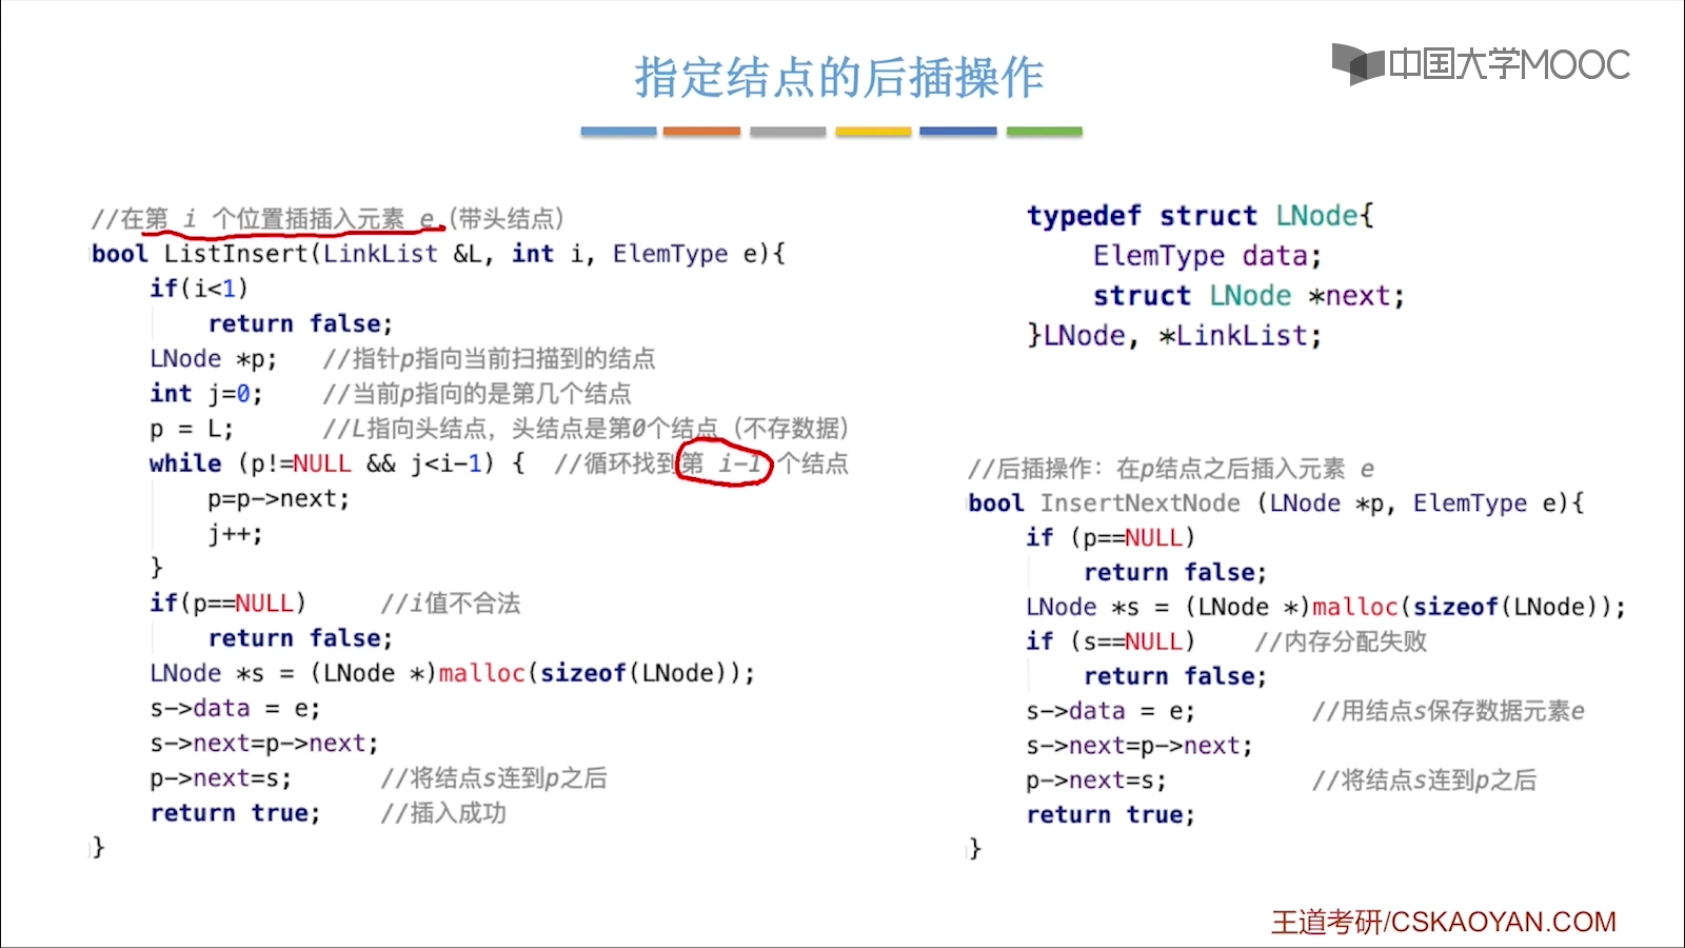 指定结点的后插操作
中国大学MOOC
//在第 i 个位置插插入元素 e (带头结点)
bool ListInsert(LinkList &L, int i, ElemType e){
if(i<1)
return false;
LNode *p; //指针p指向当前扫描到的结点
int j=0; //当前p指向的是第几个结点
p = L; //L指向头结点，头结点是第0个结点（不存数据）
while (p!=NULL && j<i-1) { //循环找到第 i-1 个结点
p=p->next;
j++;
}
if(p==NULL) //i值不合法
return false;
LNode *s = (LNode *)malloc(sizeof(LNode));
s->data = e;
s->next=p->next;
p->next=s; //将结点s连到p之后
return true; //插入成功
}
typedef struct LNode{
ElemType data;
struct LNode *next;
}LNode, *LinkList;
//后插操作：在p结点之后插入元素 e
bool InsertNextNode (LNode *p, ElemType e){
if (p==NULL)
return false;
LNode *s = (LNode *)malloc(sizeof(LNode));
if (s==NULL) //内存分配失败
return false;
s->data = e; //用结点s保存数据元素e
s->next=p->next;
p->next=s; //将结点s连到p之后
return true;
}
王道考研/CSKAOYAN.COM